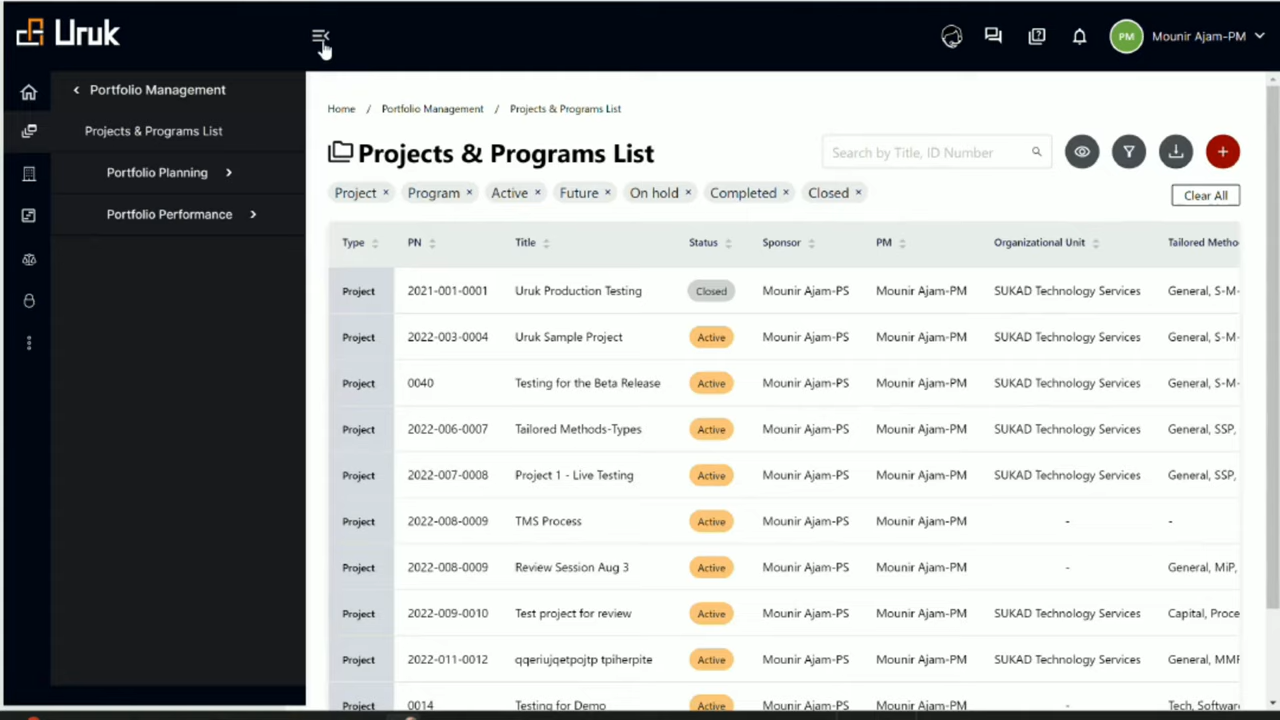 Uruk
PM Mounir Ajam-PM
Portfolio Management
Projects & Programs List
Portfolio Planning
Portfolio Performance
Home / Portfolio Management / Projects & Programs List
Projects & Programs List
Search by Title, ID Number
Project × Program × Active × Future × On hold × Completed × Closed ×
Clear All
Type PN Title Status Sponsor PM Organizational Unit Tailored Metho
Project 2021-001-0001 Uruk Production Testing Closed Mounir Ajam-PS Mounir Ajam-PM SUKAD Technology Services General, S-M-
Project 2022-003-0004 Uruk Sample Project Active Mounir Ajam-PS Mounir Ajam-PM SUKAD Technology Services General, S-M-
Project 0040 Testing for the Beta Release Active Mounir Ajam-PS Mounir Ajam-PM SUKAD Technology Services General, S-M-
Project 2022-006-0007 Tailored Methods-Types Active Mounir Ajam-PS Mounir Ajam-PM SUKAD Technology Services General, SSP,
Project 2022-007-0008 Project 1 - Live Testing Active Mounir Ajam-PS Mounir Ajam-PM SUKAD Technology Services General, SSP,
Project 2022-008-0009 TMS Process Active Mounir Ajam-PS Mounir Ajam-PM - -
Project 2022-008-0009 Review Session Aug 3 Active Mounir Ajam-PS Mounir Ajam-PM - General, MiP,
Project 2022-009-0010 Test project for review Active Mounir Ajam-PS Mounir Ajam-PM SUKAD Technology Services Capital, Proce
Project 2022-011-0012 qqeriujqetpojtp tpiherpite Active Mounir Ajam-PS Mounir Ajam-PM SUKAD Technology Services General, MMF
Project 0014 Testing for Demo Active Mounir Ajam-PS Mounir Ajam-PM SUKAD Technology Services Tech, Software